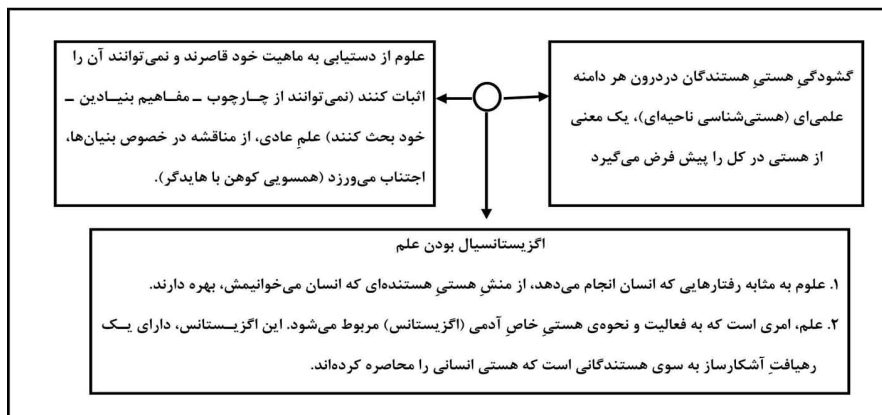 گشودگیِ هستیِ هستندگان دردرون هر دامنه
علمی‌ای (هستی‌شناسی ناحیه‌ای)، یک معنی
از هستی در کل را پیش فرض می‌گیرد
علوم از دستیابی به ماهیت خود قاصرند و نمی‌توانند آن را
اثبات کنند (نمی‌توانند از چارچوب ـ مفاهیم بنیادین ـ
خود بحث کنند) علمِ عادی، از مناقشه در خصوص بنیان‌ها،
اجتناب می‌ورزد (همسویی کوهن با هایدگر).
اگزیستانسیال بودن علم
۱. علوم به مثابه رفتارهایی که انسان انجام می‌دهد، از منشِ هستیِ هستنده‌ای که انسان می‌خوانیمش، بهره دارند.
۲. علم، امری است که به فعالیت و نحوه‌ی هستیِ خاصِ آدمی (اگزیستانس) مربوط می‌شود. این اگزیستانس، دارای یک
رهیافتِ آشکارساز به سوی هستندگانی است که هستی انسانی را محاصره کرده‌اند.